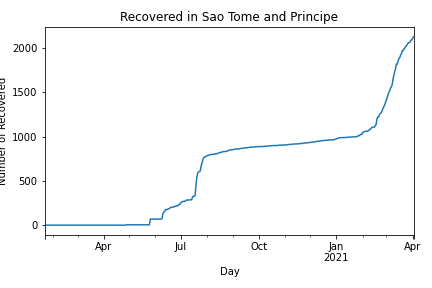 Recovered in Sao Tome and Principe
Number of Recovered
2000
1500
1000
500
0
Apr
Jul
Oct
Jan
2021
Apr
Day